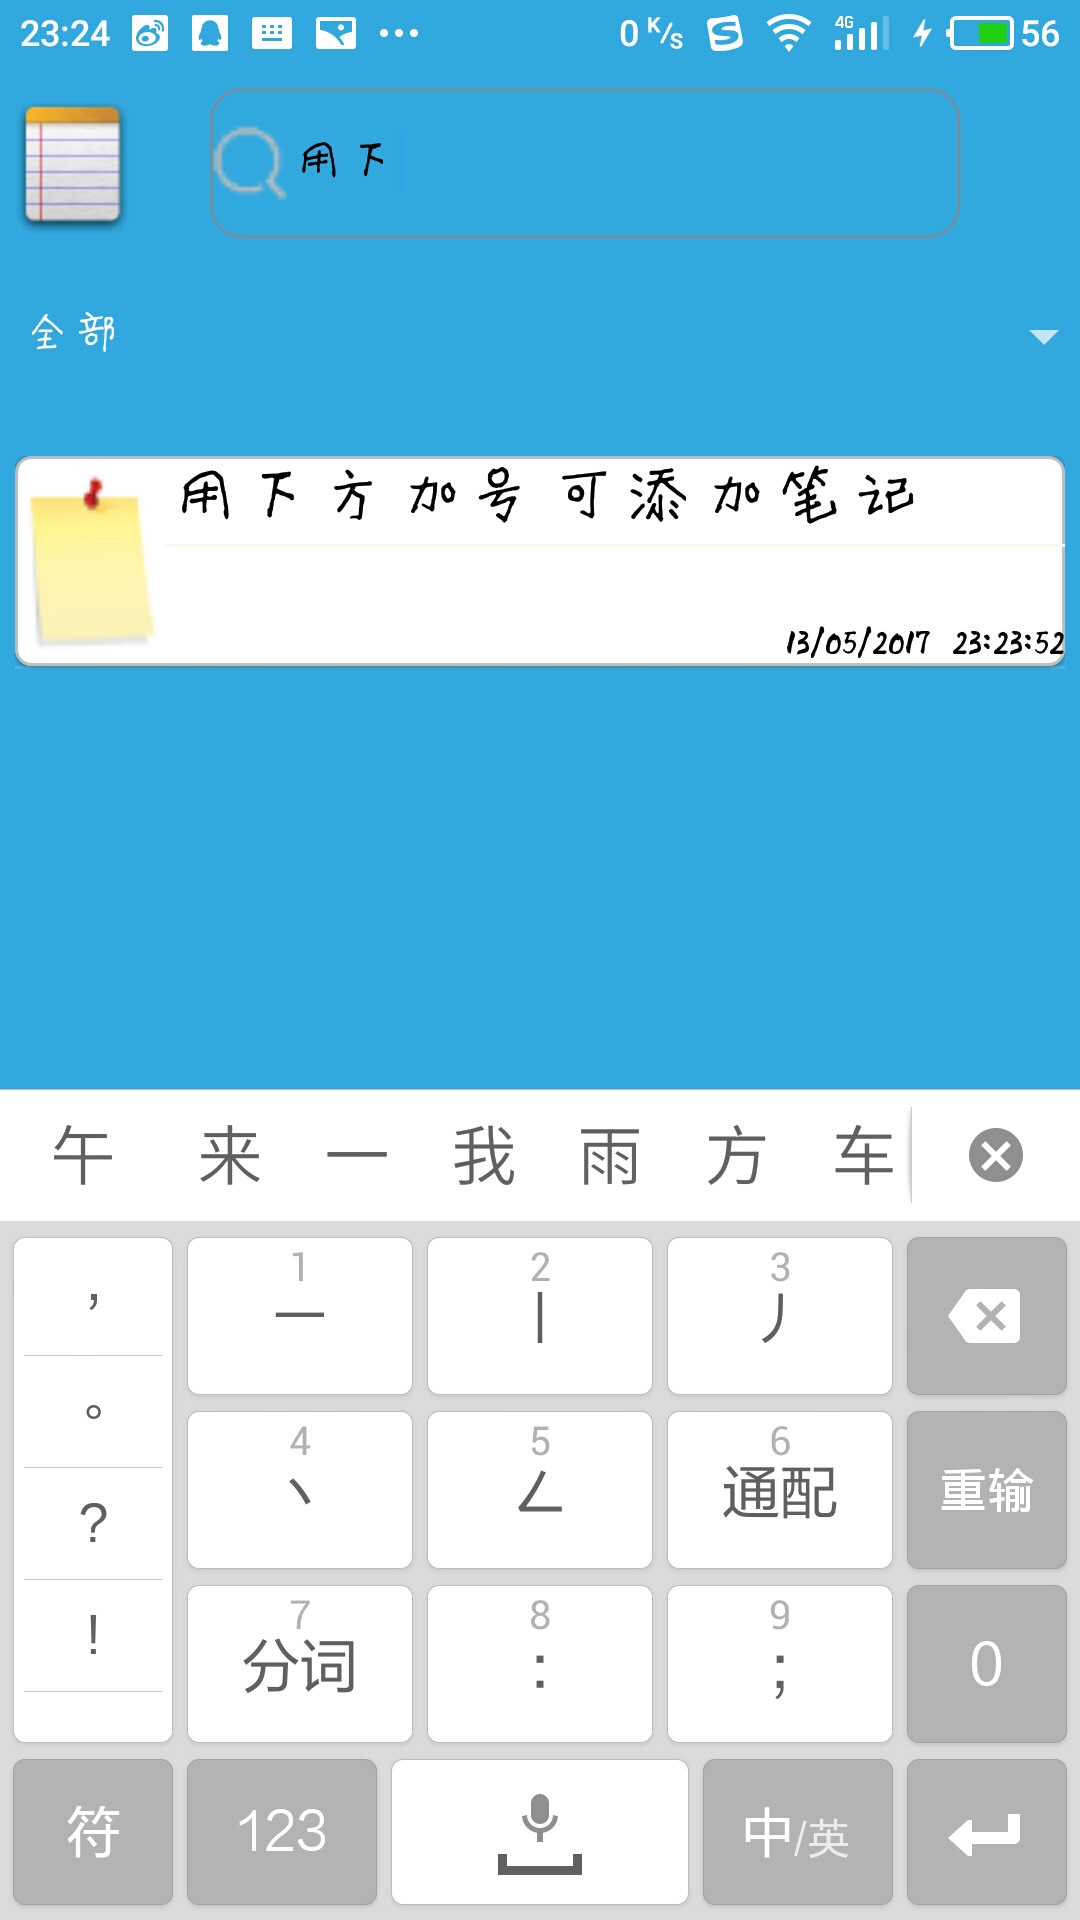 23:24 0 K/s 4G 56
用下
全部
用下方加号可添加笔记
13/05/2017 23:23:52
午 来 一 我 雨 方 车
， 1 2 3
一 丨 丿
。 4 5 6
丶 ㄥ 通配 重输
?
! 7 8 9
分词 : ; 0
符 123 中/英